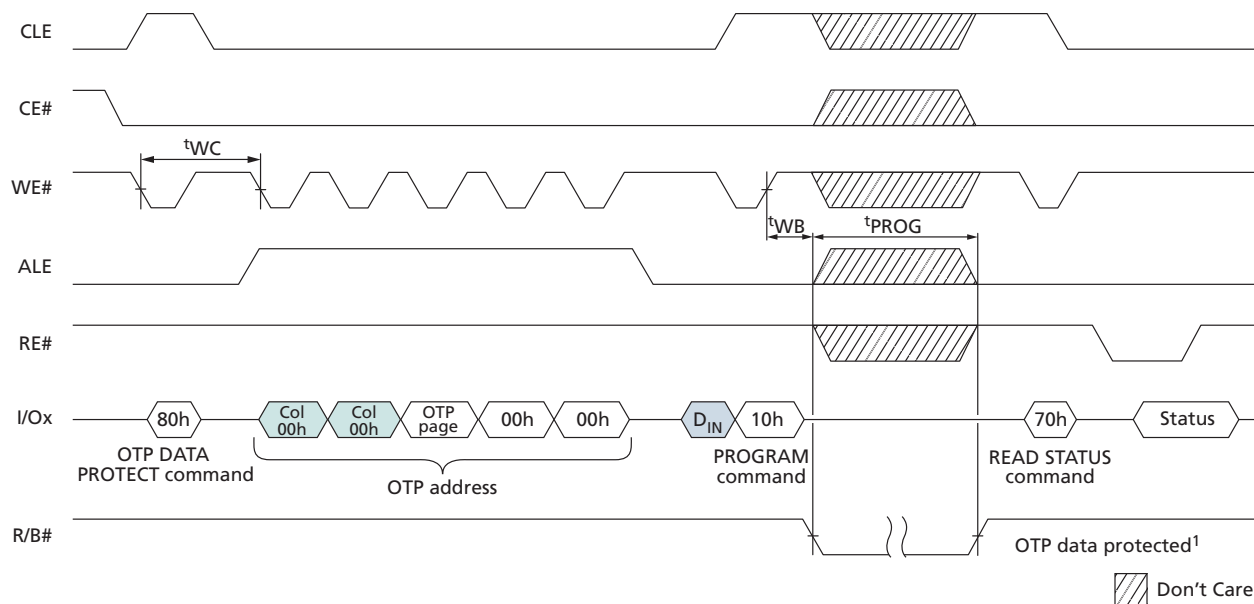 CLE
CE#
tWC
WE#
tWB
tPROG
ALE
RE#
I/Ox
80h
Col
00h
Col
00h
OTP
page
00h
00h
DIN
10h
70h
Status
OTP DATA
PROTECT command
OTP address
PROGRAM
command
READ STATUS
command
R/B#
OTP data protected1
Don't Care